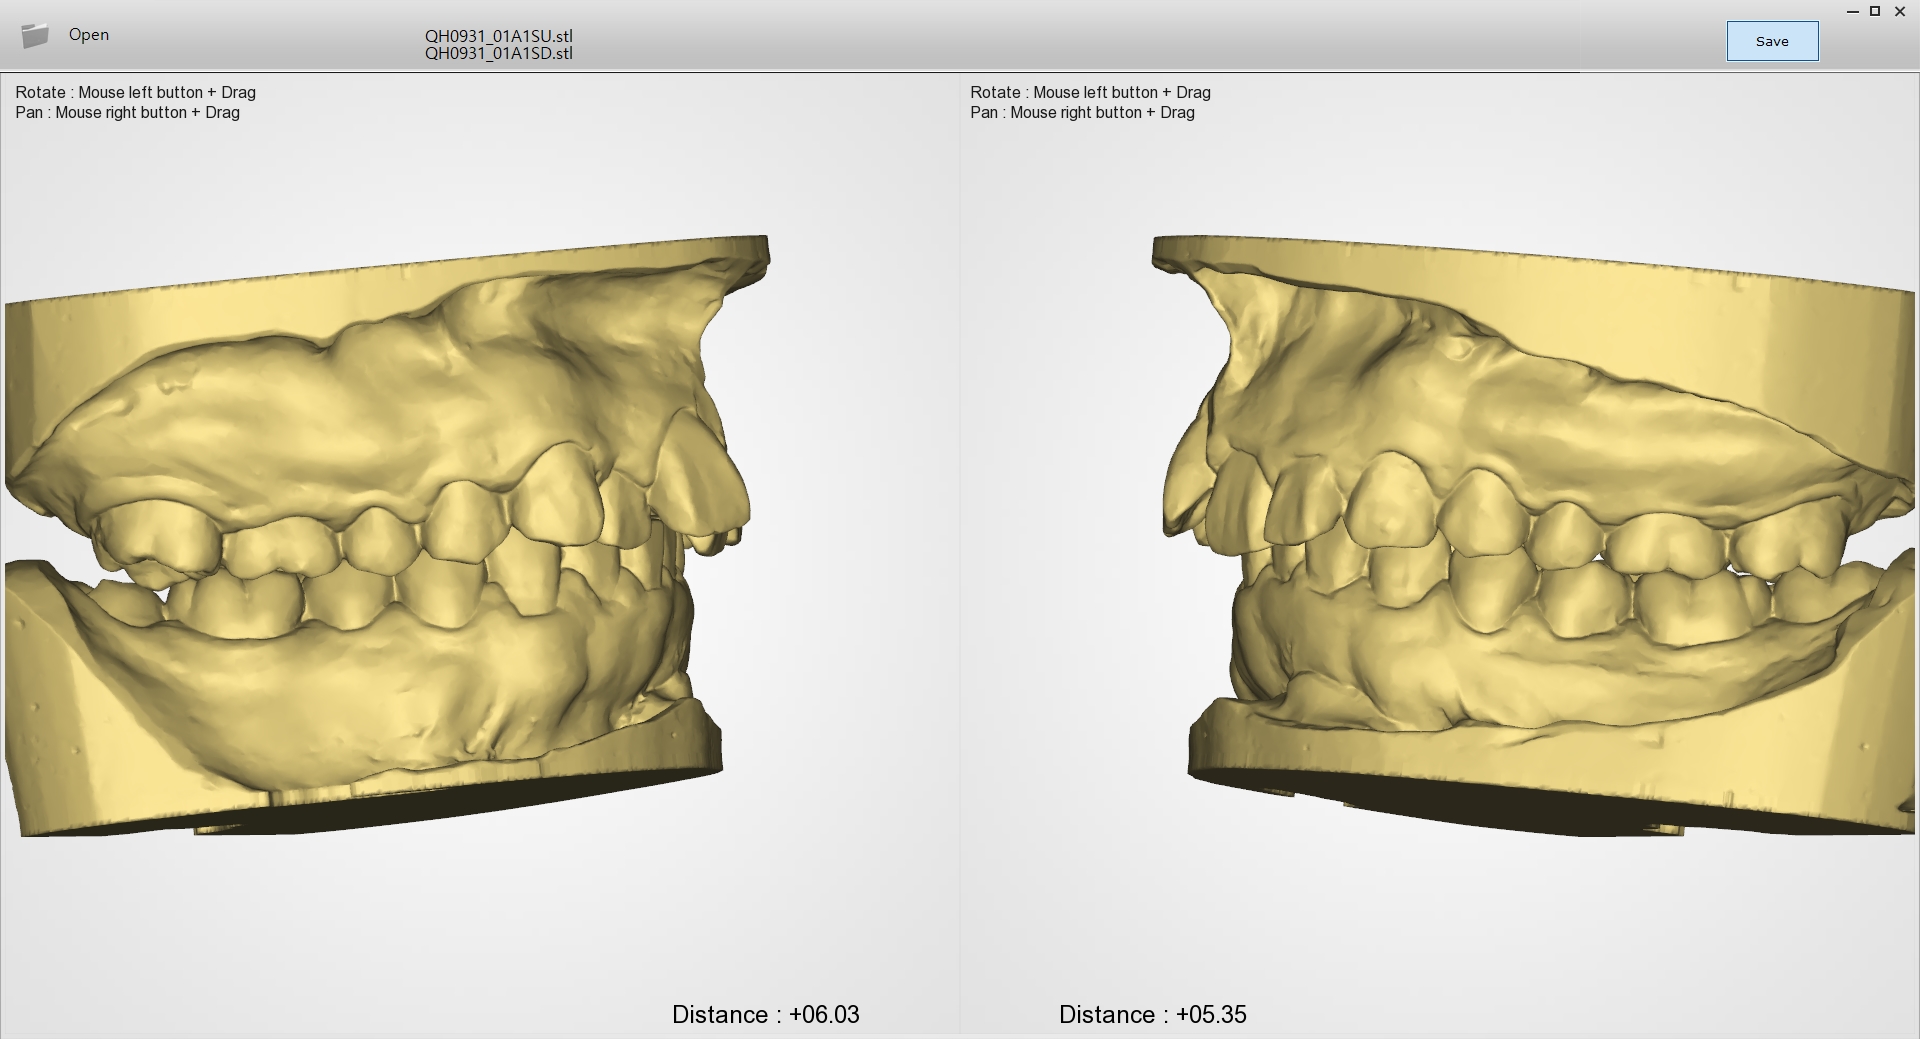 Open
QH0931_01A1SU.stl
QH0931_01A1SD.stl
Save
Rotate : Mouse left button + Drag
Pan : Mouse right button + Drag
Rotate : Mouse left button + Drag
Pan : Mouse right button + Drag
Distance : +06.03
Distance : +05.35